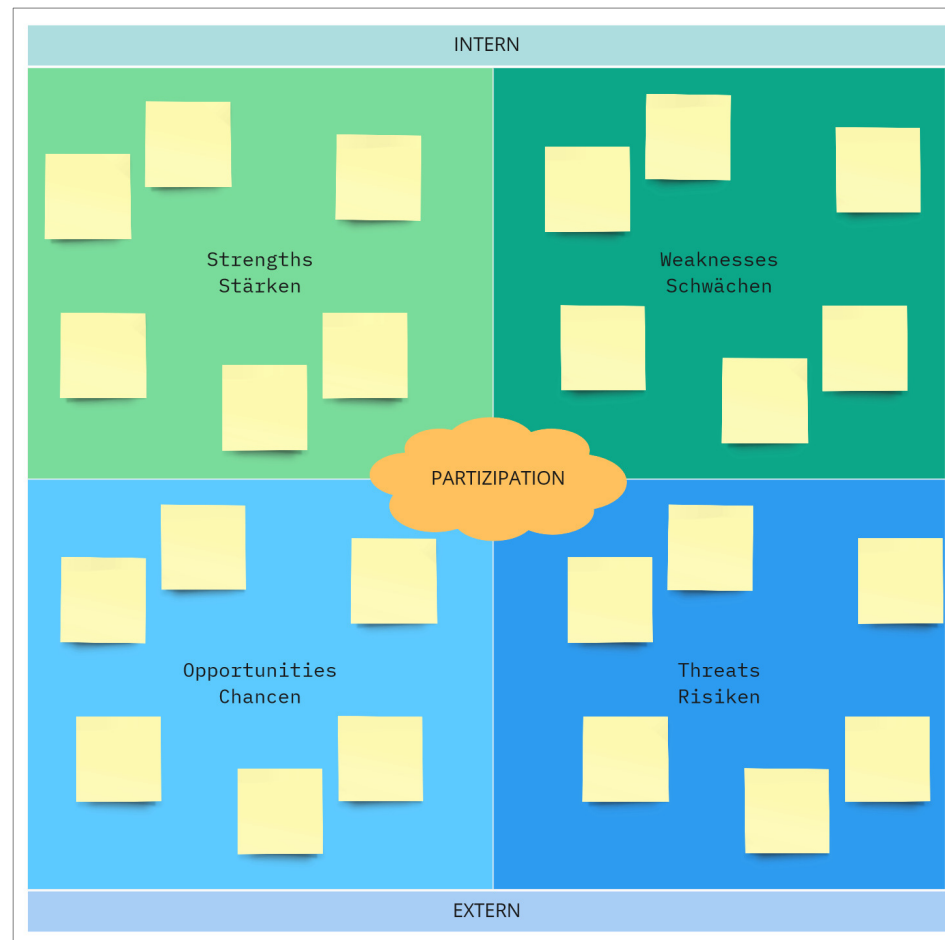 INTERN
Strengths
Stärken
Weaknesses
Schwächen
PARTIZIPATION
Opportunities
Chancen
Threats
Risiken
EXTERN